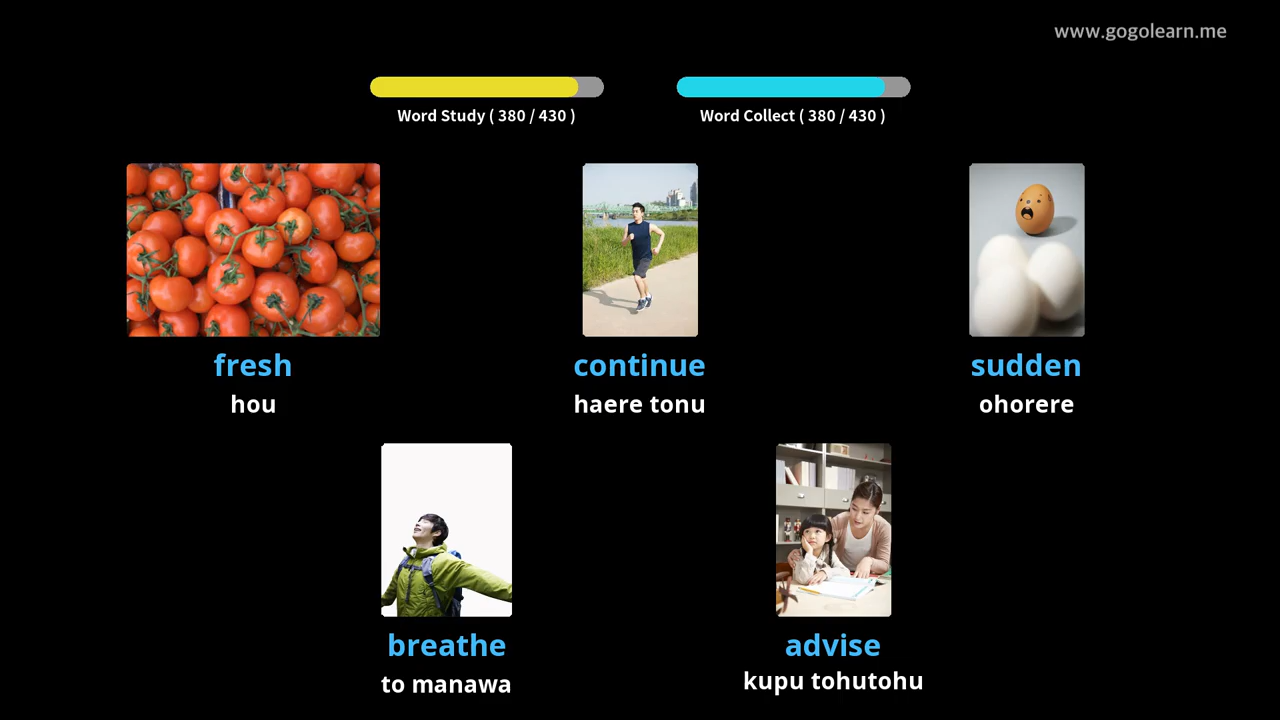 www.gogolearn.me
Word Study ( 380 / 430 )
Word Collect ( 380 / 430 )
fresh
hou
continue
haere tonu
sudden
ohorere
breathe
to manawa
advise
kupu tohutohu